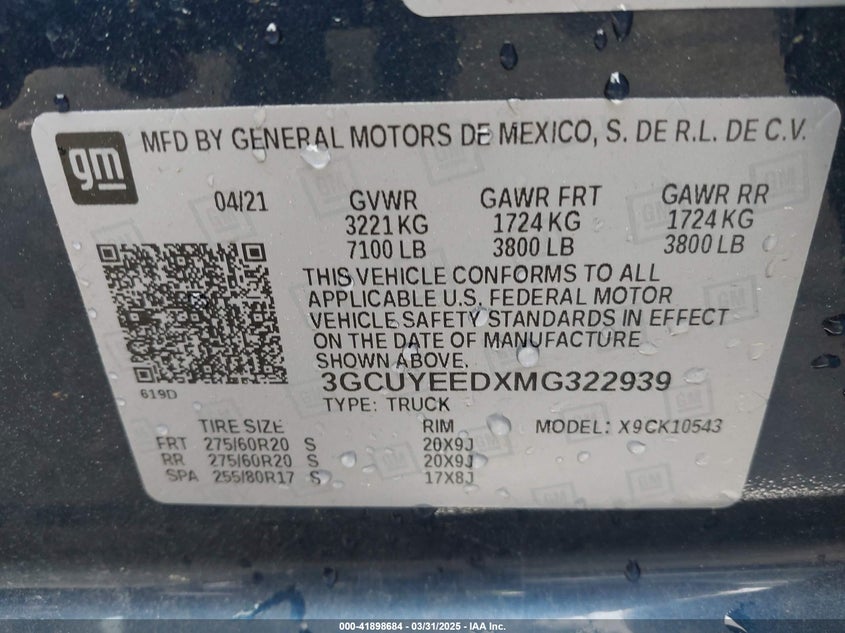 gm
MFD BY GENERAL MOTORS DE MEXICO, S. DE R.L. DE C.V.
04/21 GVWR GAWR FRT GAWR RR
3221 KG 1724 KG 1724 KG
7100 LB 3800 LB 3800 LB
THIS VEHICLE CONFORMS TO ALL
APPLICABLE U.S. FEDERAL MOTOR
VEHICLE SAFETY STANDARDS IN EFFECT
ON THE DATE OF MANUFACTURE
SHOWN ABOVE.
619D
3GCUYEEDXMG322939
TYPE: TRUCK
TIRE SIZE RIM MODEL: X9CK10543
FRT 275/60R20 S 20X9J
RR 275/60R20 S 20X9J
SPA 255/80R17 S 17X8J
000-41898684 / 03/31/2025 - IAA Inc.